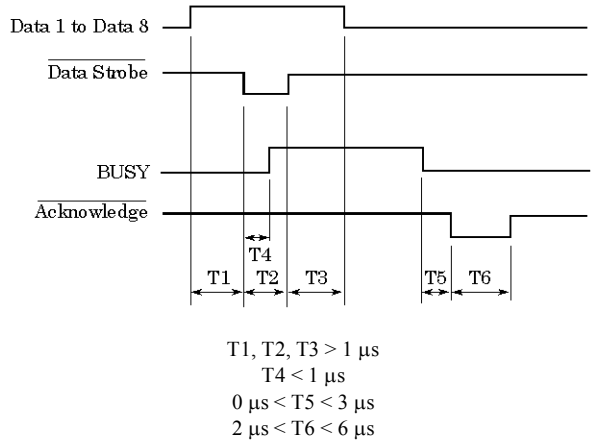 Data 1 to Data 8
Data Strobe
BUSY
Acknowledge
T4
T1 T2 T3 T5 T6
T1, T2, T3 > 1 μs
T4 < 1 μs
0 μs < T5 < 3 μs
2 μs < T6 < 6 μs